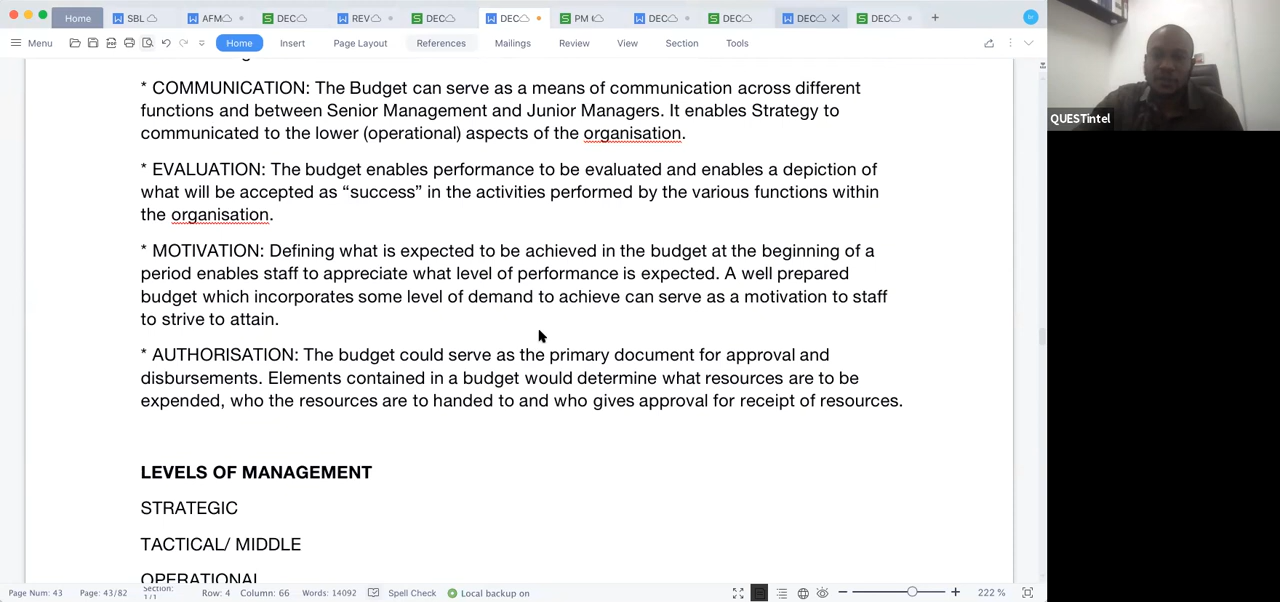 Home SBL AFM DEC REV DEC DEC PM DEC DEC DEC DEC
Menu Home Insert Page Layout References Mailings Review View Section Tools
* COMMUNICATION: The Budget can serve as a means of communication across different
functions and between Senior Management and Junior Managers. It enables Strategy to
communicated to the lower (operational) aspects of the organisation.
* EVALUATION: The budget enables performance to be evaluated and enables a depiction of
what will be accepted as “success” in the activities performed by the various functions within
the organisation.
* MOTIVATION: Defining what is expected to be achieved in the budget at the beginning of a
period enables staff to appreciate what level of performance is expected. A well prepared
budget which incorporates some level of demand to achieve can serve as a motivation to staff
to strive to attain.
* AUTHORISATION: The budget could serve as the primary document for approval and
disbursements. Elements contained in a budget would determine what resources are to be
expended, who the resources are to handed to and who gives approval for receipt of resources.
LEVELS OF MANAGEMENT
STRATEGIC
TACTICAL/ MIDDLE
OPERATIONAL
Page Num: 43 Page: 43/82 Section: 1/1 Row: 4 Column: 66 Words: 14092 Spell Check Local backup on 222 %
QUESTintel